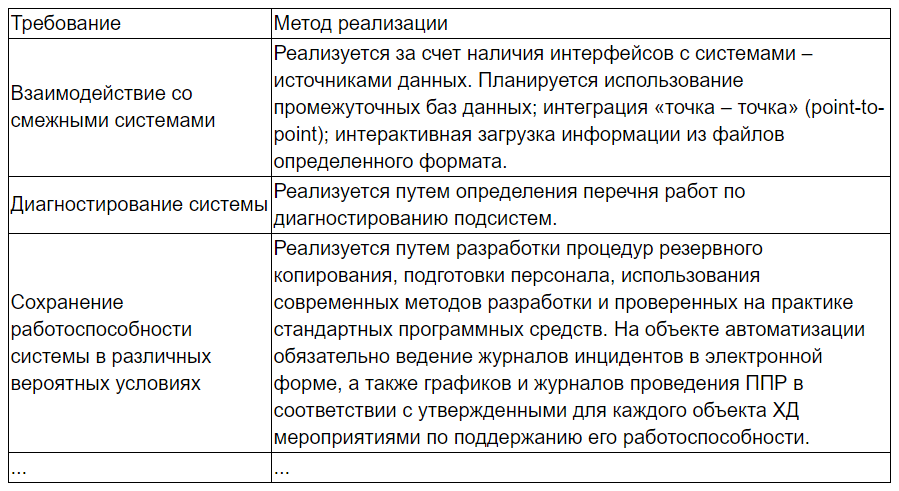 Требование
Метод реализации
Взаимодействие со
смежными системами
Реализуется за счет наличия интерфейсов с системами –
источниками данных. Планируется использование
промежуточных баз данных; интеграция «точка – точка» (point-to-
point); интерактивная загрузка информации из файлов
определенного формата.
Диагностирование системы
Реализуется путем определения перечня работ по
диагностированию подсистем.
Сохранение
работоспособности
системы в различных
вероятных условиях
Реализуется путем разработки процедур резервного
копирования, подготовки персонала, использования
современных методов разработки и проверенных на практике
стандартных программных средств. На объекте автоматизации
обязательно ведение журналов инцидентов в электронной
форме, а также графиков и журналов проведения ППР в
соответствии с утвержденными для каждого объекта ХД
мероприятиями по поддержанию его работоспособности.
...
...